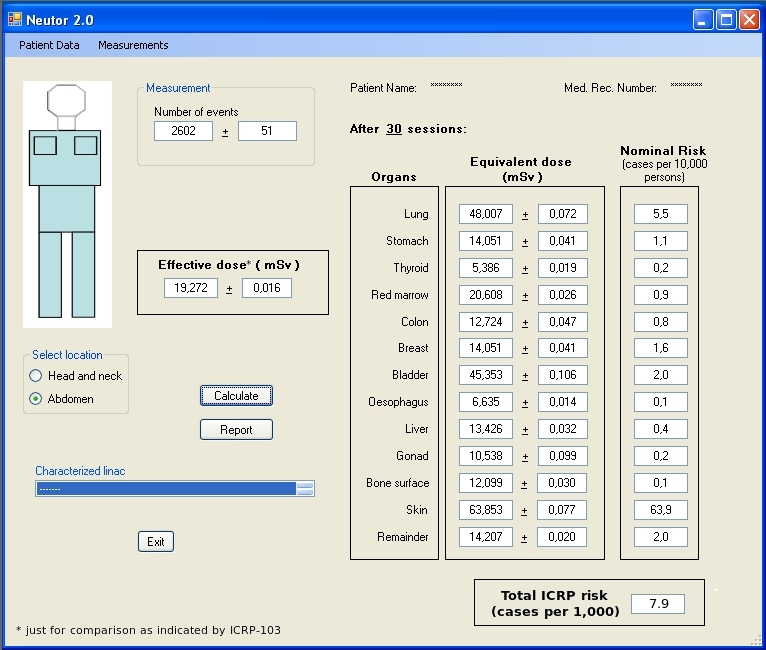 Neutor 2.0
Patient Data Measurements
Measurement
Number of events
2602 ± 51
Patient Name: ******** Med. Rec. Number: ********
After 30 sessions:
Organs Equivalent dose (mSv) Nominal Risk (cases per 10,000 persons)
Lung 48,007 ± 0,072 5,5
Stomach 14,051 ± 0,041 1,1
Thyroid 5,386 ± 0,019 0,2
Red marrow 20,608 ± 0,026 0,9
Colon 12,724 ± 0,047 0,8
Breast 14,051 ± 0,041 1,6
Bladder 45,353 ± 0,106 2,0
Oesophagus 6,635 ± 0,014 0,1
Liver 13,426 ± 0,032 0,4
Gonad 10,538 ± 0,099 0,2
Bone surface 12,099 ± 0,030 0,1
Skin 63,853 ± 0,077 63,9
Remainder 14,207 ± 0,020 2,0
Effective dose* ( mSv )
19,272 ± 0,016
Select location
Head and neck
Abdomen
Calculate
Report
Characterized linac
-------
Exit
Total ICRP risk
(cases per 1,000) 7.9
* just for comparison as indicated by ICRP-103